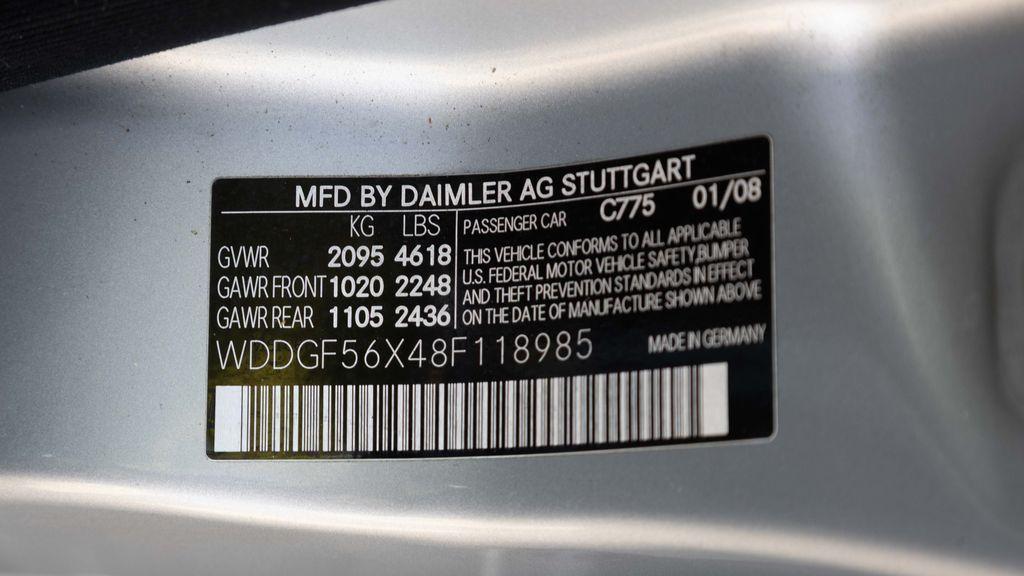 MFD BY DAIMLER AG STUTTGART
KG LBS
GVWR 2095 4618
GAWR FRONT 1020 2248
GAWR REAR 1105 2436
PASSENGER CAR C775 01/08
THIS VEHICLE CONFORMS TO ALL APPLICABLE
U.S. FEDERAL MOTOR VEHICLE SAFETY,BUMPER
AND THEFT PREVENTION STANDARDS IN EFFECT
ON THE DATE OF MANUFACTURE SHOWN ABOVE
WDDGF56X48F118985
MADE IN GERMANY